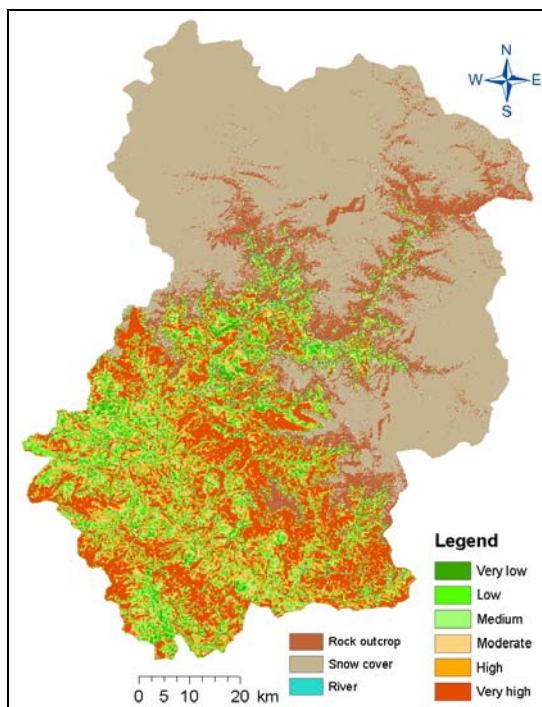 N
W E
S
Legend
Very low
Low
Medium
Moderate
High
Very high
Rock outcrop
Snow cover
River
0 5 10 20 km